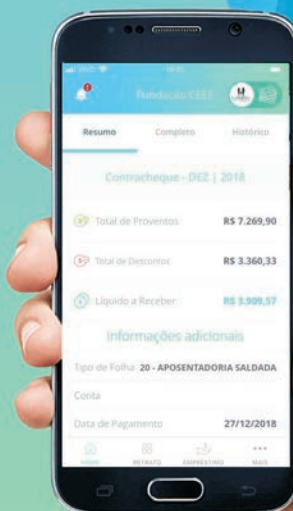 Fundação CEEE
Resumo Completo Histórico
Contracheque - DEZ | 2018
Total de Proventos R$ 7.269,90
Total de Descontos R$ 3.360,33
Líquido a Receber R$ 3.909,57
Informações adicionais
Tipo de Folha 20 - APOSENTADORIA SALDADA
Conta
Data de Pagamento 27/12/2018
RETRATO EMPRÉSTIMO MAIS